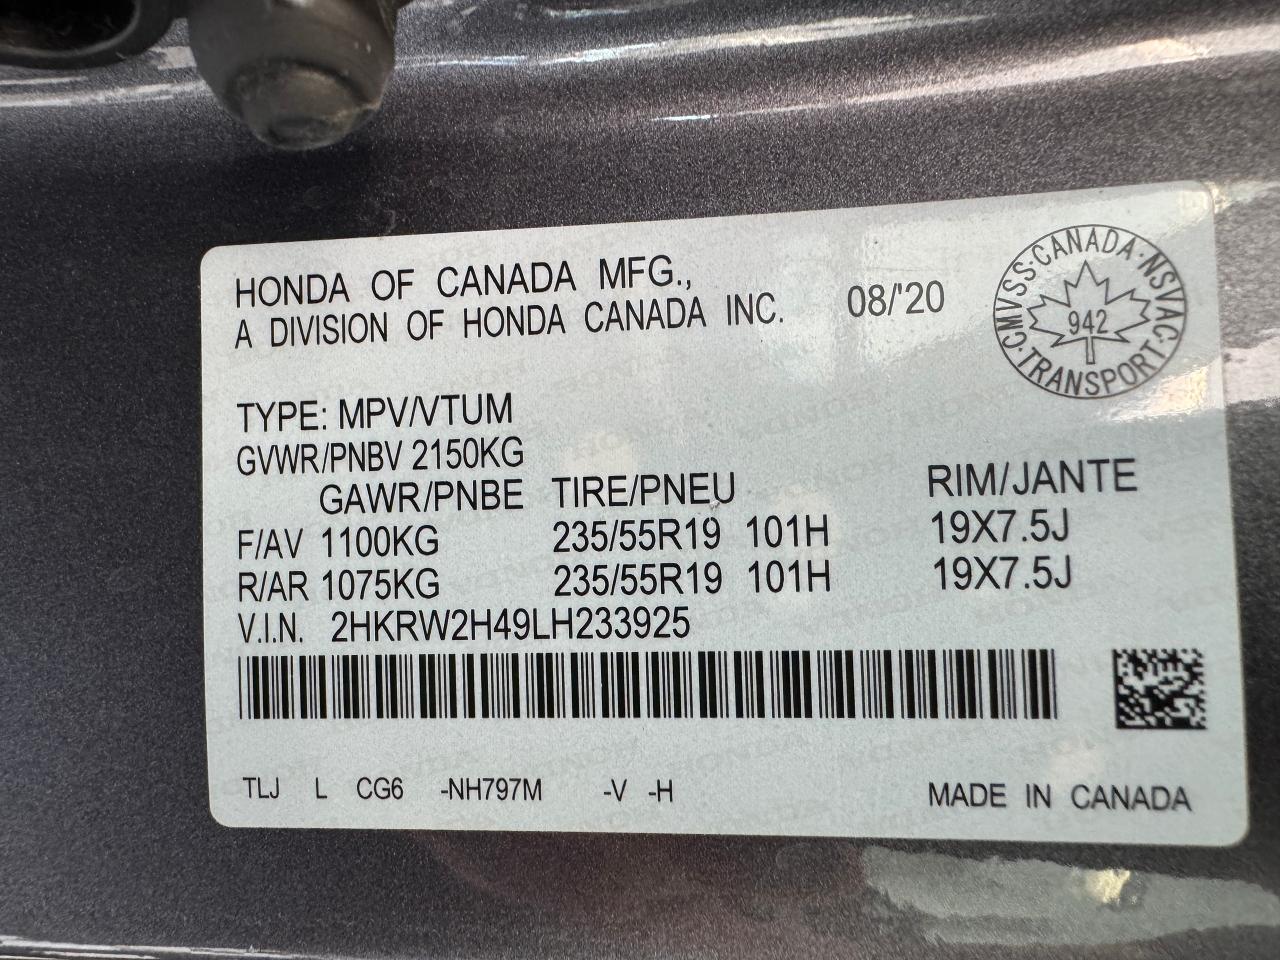 HONDA OF CANADA MFG.,
A DIVISION OF HONDA CANADA INC. 08/'20
CMVSS·CANADA·NSVAC·TRANSPORT·
942
TYPE: MPV/VTUM
GVWR/PNBV 2150KG
GAWR/PNBE TIRE/PNEU RIM/JANTE
F/AV 1100KG 235/55R19 101H 19X7.5J
R/AR 1075KG 235/55R19 101H 19X7.5J
V.I.N. 2HKRW2H49LH233925
TLJ L CG6 -NH797M -V -H MADE IN CANADA